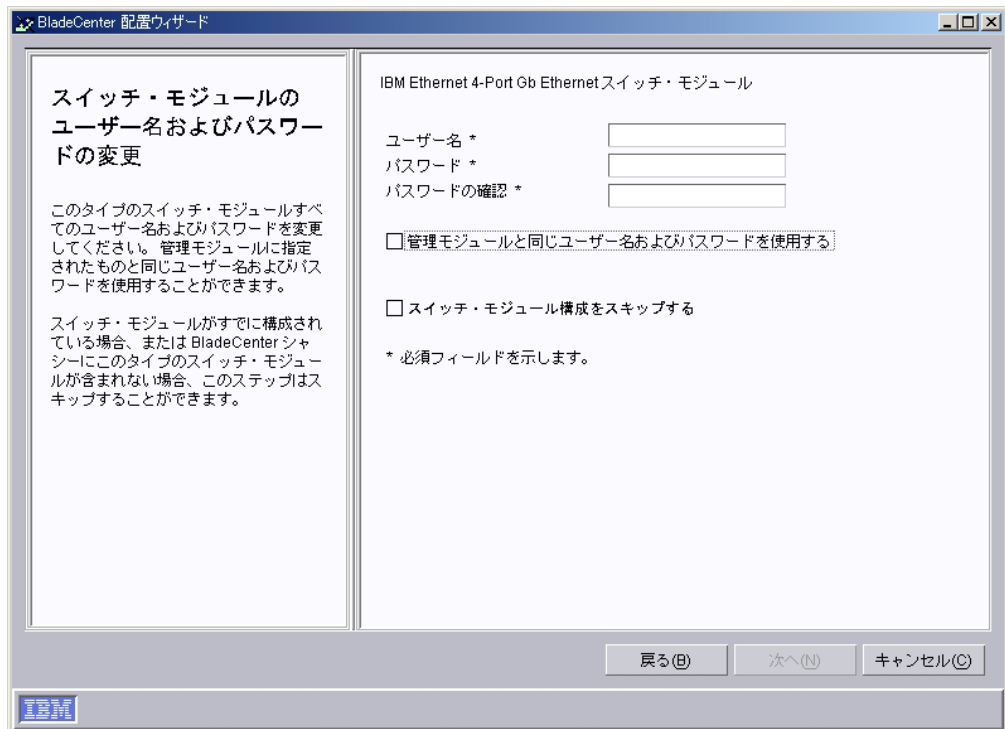 BladeCenter 配置ウィザード
スイッチ・モジュールの
ユーザー名およびパスワー
ドの変更
このタイプのスイッチ・モジュールすべ
てのユーザー名およびパスワードを変更
してください。 管理モジュールに指定
されたものと同じユーザー名およびパス
ワードを使用することができます。
スイッチ・モジュールがすでに構成され
ている場合、または BladeCenter シャ
シーにこのタイプのスイッチ・モジュー
ルが含まれない場合、このステップはス
キップすることができます。
IBM Ethernet 4-Port Gb Ethernet スイッチ・モジュール
ユーザー名 *
パスワード *
パスワードの確認 *
管理モジュールと同じユーザー名およびパスワードを使用する
スイッチ・モジュール構成をスキップする
* 必須フィールドを示します。
戻る(B)
次へ(N)
キャンセル(C)
IBM